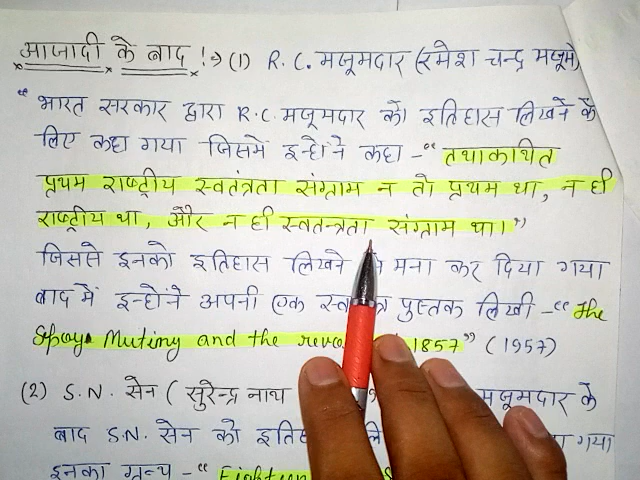 आजादी के बाद !⇒ (1) R.C. मजूमदार (रमेश चन्द्र मजूम
" भारत सरकार द्वारा R.C. मजूमदार को इतिहास लिखने के
लिए कहा गया जिसमें इन्होंने कहा - " तथाकथित
प्रथम राष्ट्रीय स्वतंत्रता संग्राम न तो प्रथम था, न ही
राष्ट्रीय था, और न ही स्वतन्त्रता संग्राम था। "
जिससे इनको इतिहास लिखने मना कर दिया गया
बाद में इन्होंने अपनी एक पुस्तक लिखी - " The
Sepoy Mutiny and the 1857 " (1957)
(2) S.N. सेन ( सुरेन्द्र नाथ मजूमदार के
बाद S.N. सेन को गया
इनका ग्रन्थ - "